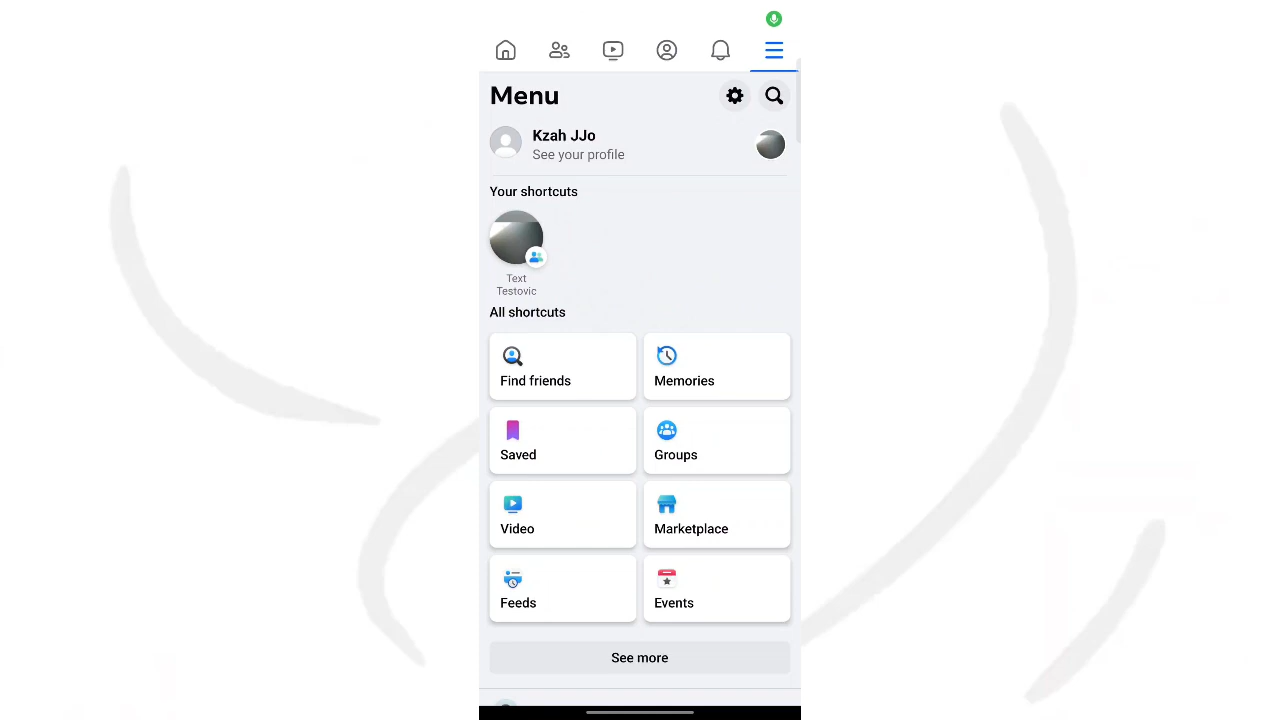 Menu
Kzah JJo
See your profile
Your shortcuts
Text
Testovic
All shortcuts
Find friends
Memories
Saved
Groups
Video
Marketplace
Feeds
Events
See more